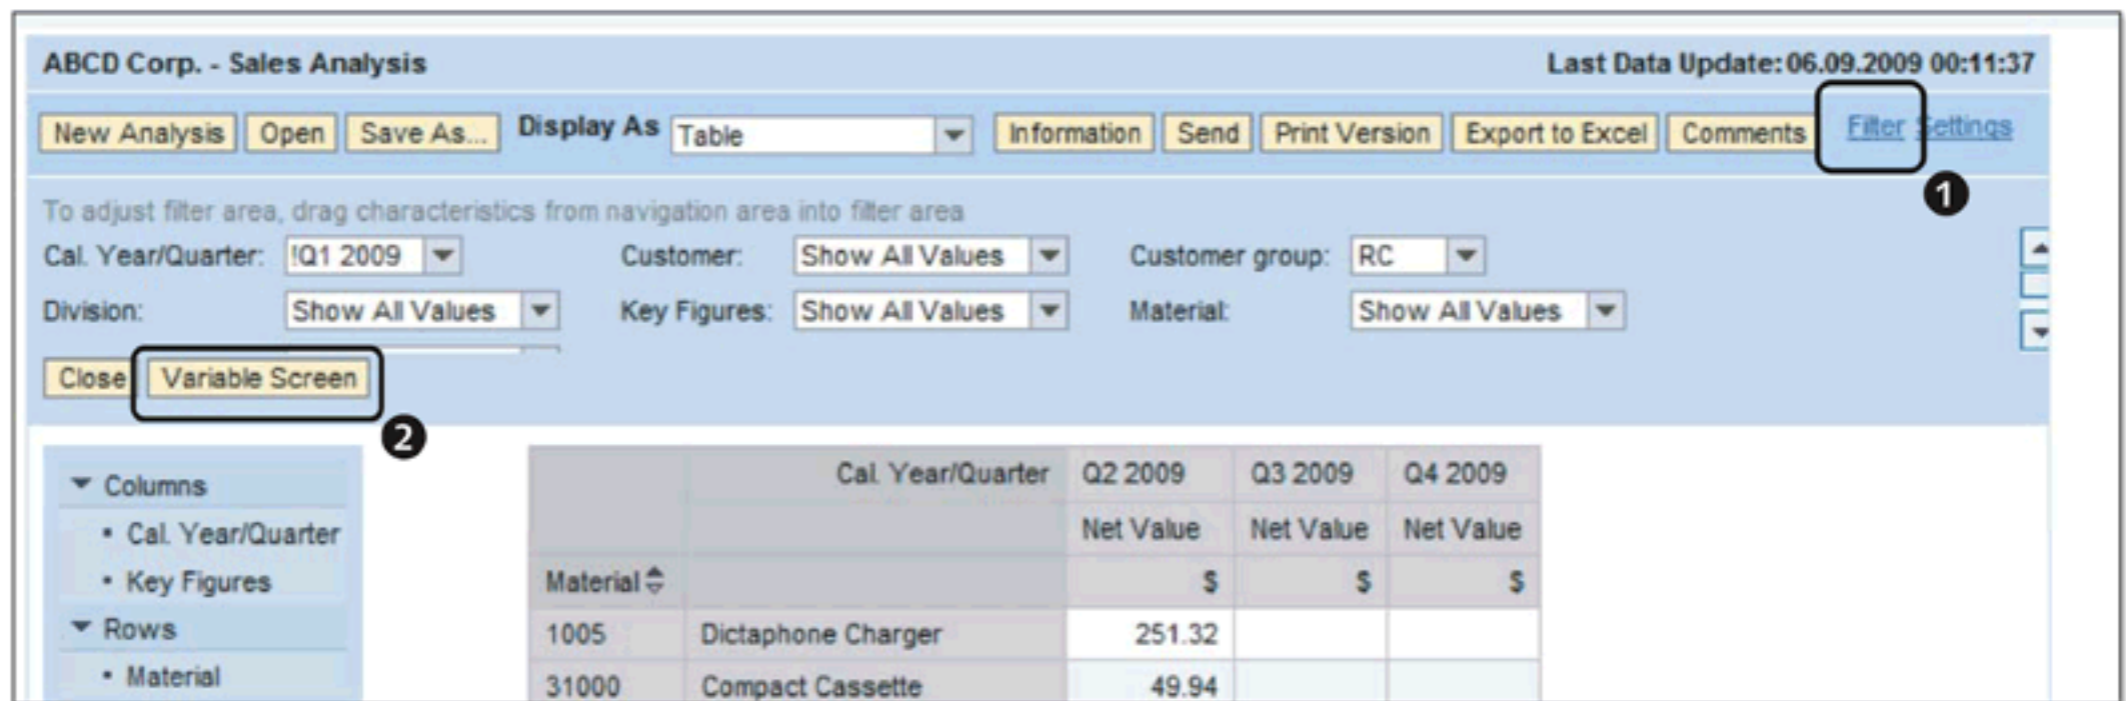 ABCD Corp. - Sales Analysis Last Data Update: 06.09.2009 00:11:37
New Analysis Open Save As... Display As Table Information Send Print Version Export to Excel Comments Filter Settings
1
To adjust filter area, drag characteristics from navigation area into filter area
Cal. Year/Quarter: !Q1 2009 Customer: Show All Values Customer group: RC
Division: Show All Values Key Figures: Show All Values Material: Show All Values
Close Variable Screen
2
Columns
Cal. Year/Quarter
Key Figures
Rows
Material
Cal. Year/Quarter Q2 2009 Q3 2009 Q4 2009
Net Value Net Value Net Value
Material $ $ $
1005 Dictaphone Charger 251.32
31000 Compact Cassette 49.94